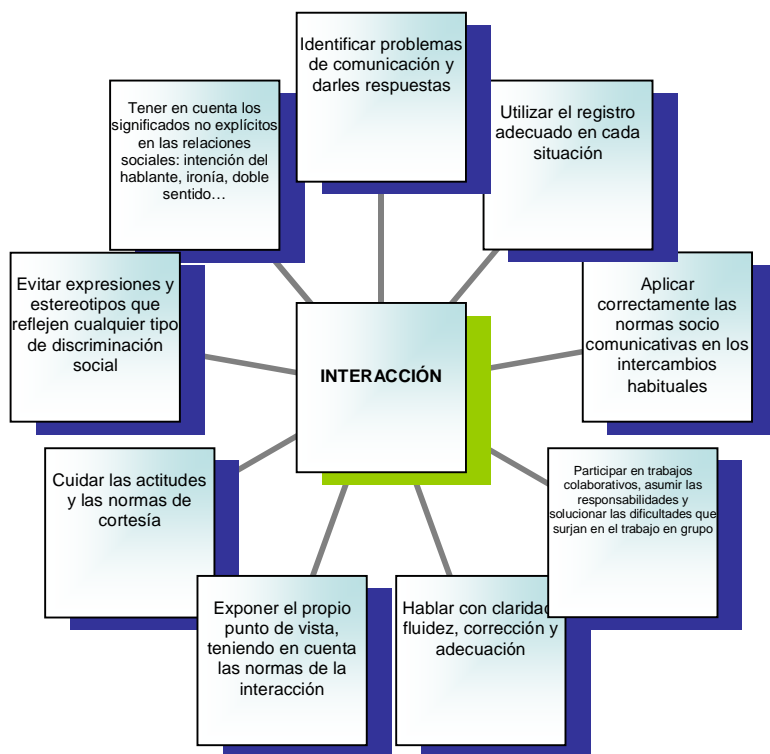 Identificar problemas
de comunicación y
darles respuestas
Utilizar el registro
adecuado en cada
situación
Aplicar
correctamente las
normas socio
comunicativas en los
intercambios
habituales
Participar en trabajos
colaborativos, asumir las
responsabilidades y
solucionar las dificultades que
surjan en el trabajo en grupo
Hablar con claridad,
fluidez, corrección y
adecuación
Exponer el propio
punto de vista,
teniendo en cuenta
las normas de la
interacción
Cuidar las actitudes
y las normas de
cortesía
Evitar expresiones y
estereotipos que
reflejen cualquier tipo
de discriminación
social
Tener en cuenta los
significados no explícitos
en las relaciones
sociales: intención del
hablante, ironía, doble
sentido…
INTERACCIÓN